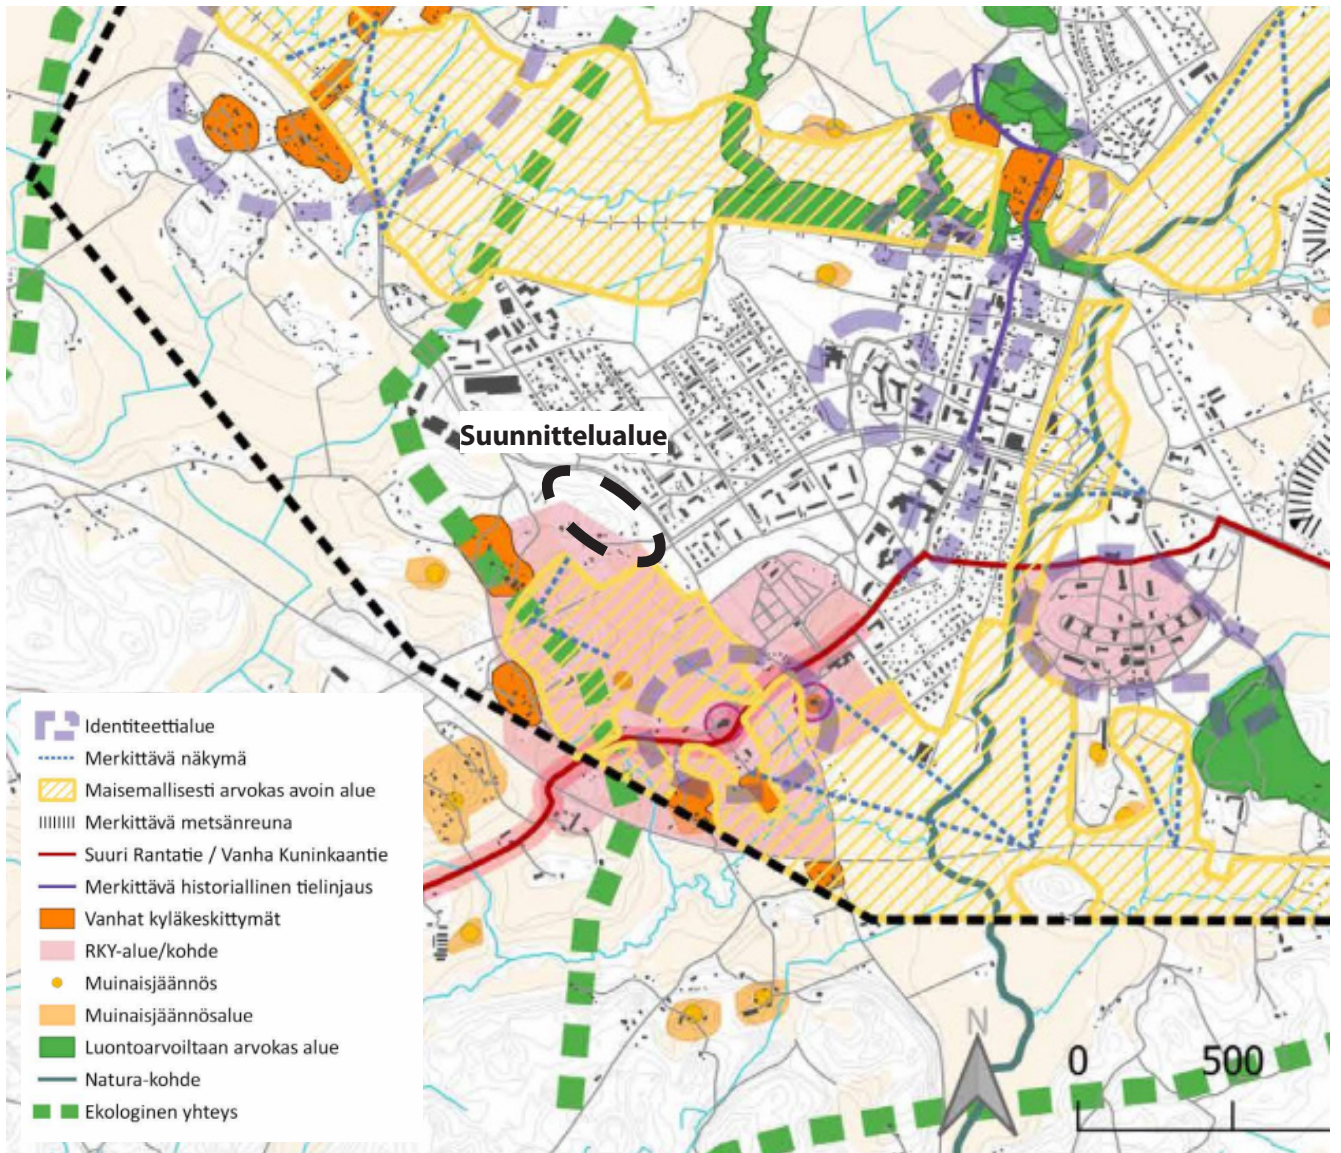 Suunnittelualue
Identiteettialue
Merkittävä näkymä
Maisemallisesti arvokas avoin alue
Merkittävä metsänreuna
Suuri Rantatie / Vanha Kuninkaantie
Merkittävä historiallinen tielinjaus
Vanhat kyläkeskittymät
RKY-alue/kohde
Muinaisjäännös
Muinaisjäännösalue
Luontoarvoiltaan arvokas alue
Natura-kohde
Ekologinen yhteys
N
0 500